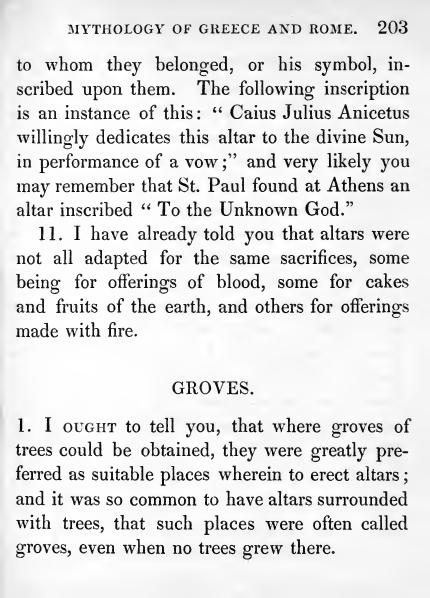 MYTHOLOGY OF GREECE AND ROME. 203
to whom they belonged, or his symbol, in-
scribed upon them. The following inscription
is an instance of this: “ Caius Julius Anicetus
willingly dedicates this altar to the divine Sun,
in performance of a vow;” and very likely you
may remember that St. Paul found at Athens an
altar inscribed “ To the Unknown God.”
11. I have already told you that altars were
not all adapted for the same sacrifices, some
being for offerings of blood, some for cakes
and fruits of the earth, and others for offerings
made with fire.
GROVES.
1. I OUGHT to tell you, that where groves of
trees could be obtained, they were greatly pre-
ferred as suitable places wherein to erect altars;
and it was so common to have altars surrounded
with trees, that such places were often called
groves, even when no trees grew there.